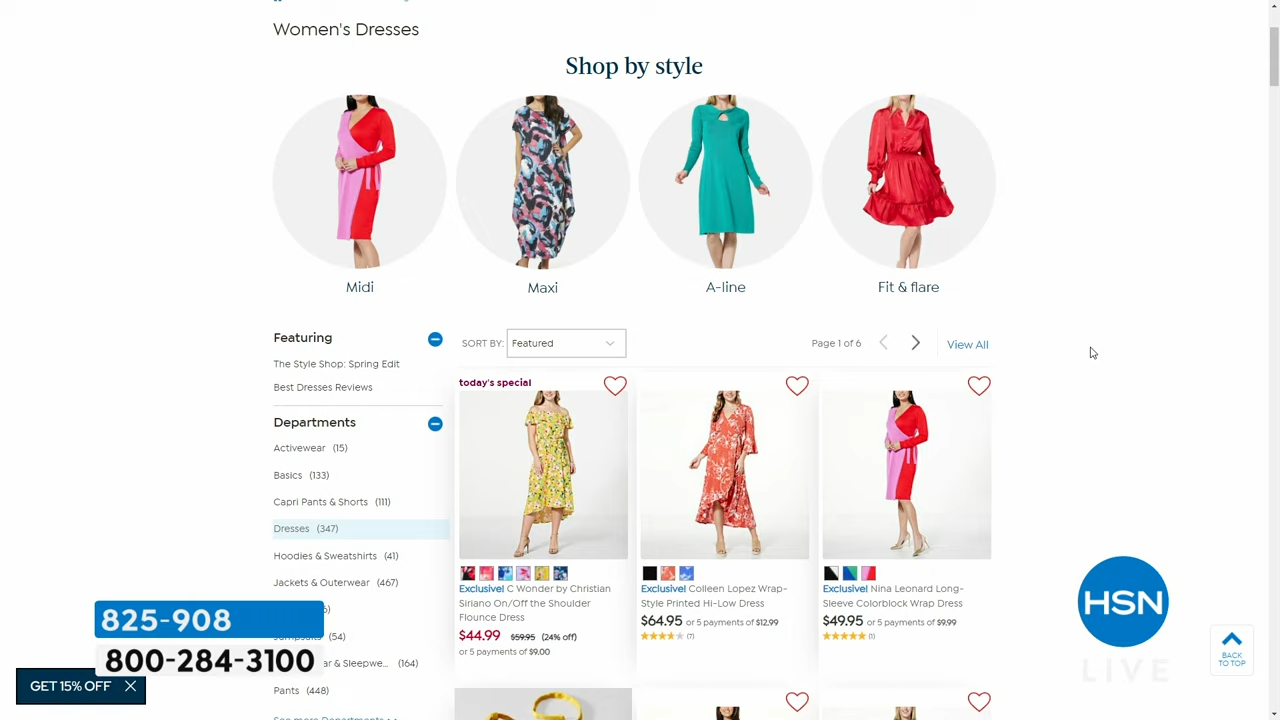 Women's Dresses
Shop by style
Midi
Maxi
A-line
Fit & flare
Featuring
The Style Shop: Spring Edit
Best Dresses Reviews
Departments
Activewear (15)
Basics (133)
Capri Pants & Shorts (111)
Dresses (347)
Hoodies & Sweatshirts (41)
Jackets & Outerwear (467)
(54)
ar & Sleepwe... (164)
Pants (448)
See more Departments
SORT BY: Featured
Page 1 of 6
View All
today's special
Exclusive! C Wonder by Christian
Siriano On/Off the Shoulder
Flounce Dress
$44.99 $59.95 (24% off)
or 5 payments of $9.00
Exclusive! Colleen Lopez Wrap-
Style Printed Hi-Low Dress
$64.95 or 5 payments of $12.99
(7)
Exclusive! Nina Leonard Long-
Sleeve Colorblock Wrap Dress
$49.95 or 5 payments of $9.99
(1)
825-908
800-284-3100
GET 15% OFF
HSN
LIVE
BACK
TO TOP